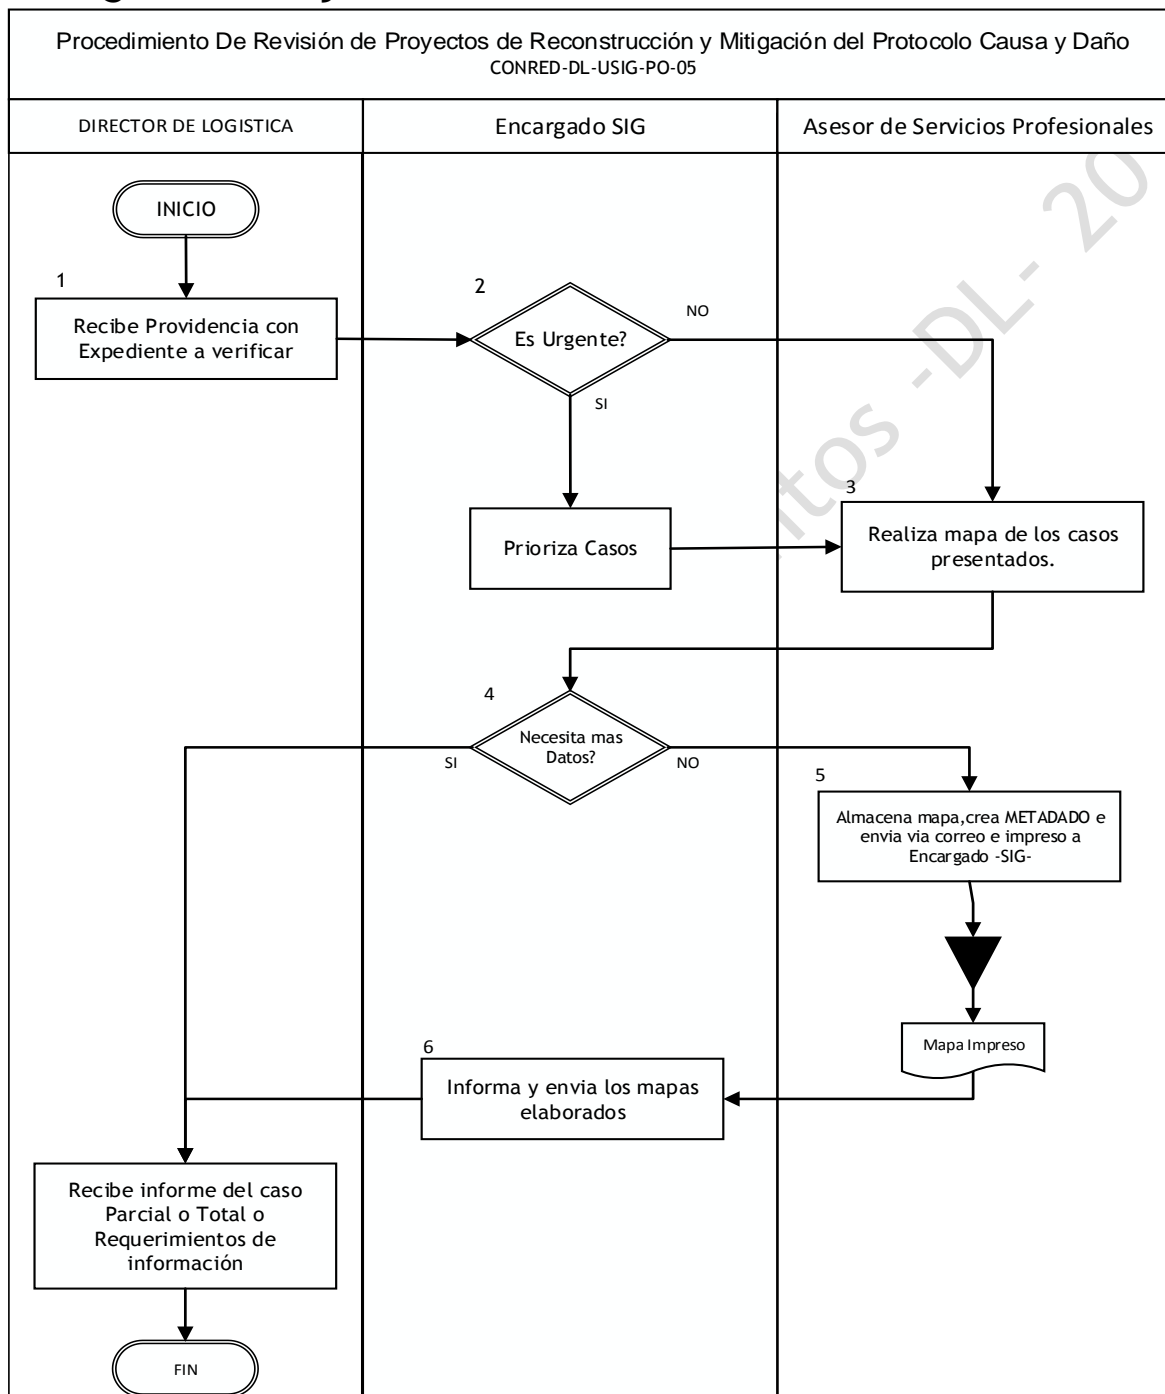 Procedimiento De Revisión de Proyectos de Reconstrucción y Mitigación del Protocolo Causa y Daño
CONRED-DL-USIG-PO-05
DIRECTOR DE LOGISTICA
Encargado SIG
Asesor de Servicios Profesionales
INICIO
1
Recibe Providencia con
Expediente a verificar
2
Es Urgente?
NO
SI
Prioriza Casos
3
Realiza mapa de los casos
presentados.
4
Necesita mas
Datos?
SI
NO
5
Almacena mapa,crea METADADO e
envia via correo e impreso a
Encargado -SIG-
Mapa Impreso
6
Informa y envia los mapas
elaborados
Recibe informe del caso
Parcial o Total o
Requerimientos de
información
FIN
-DL- 20